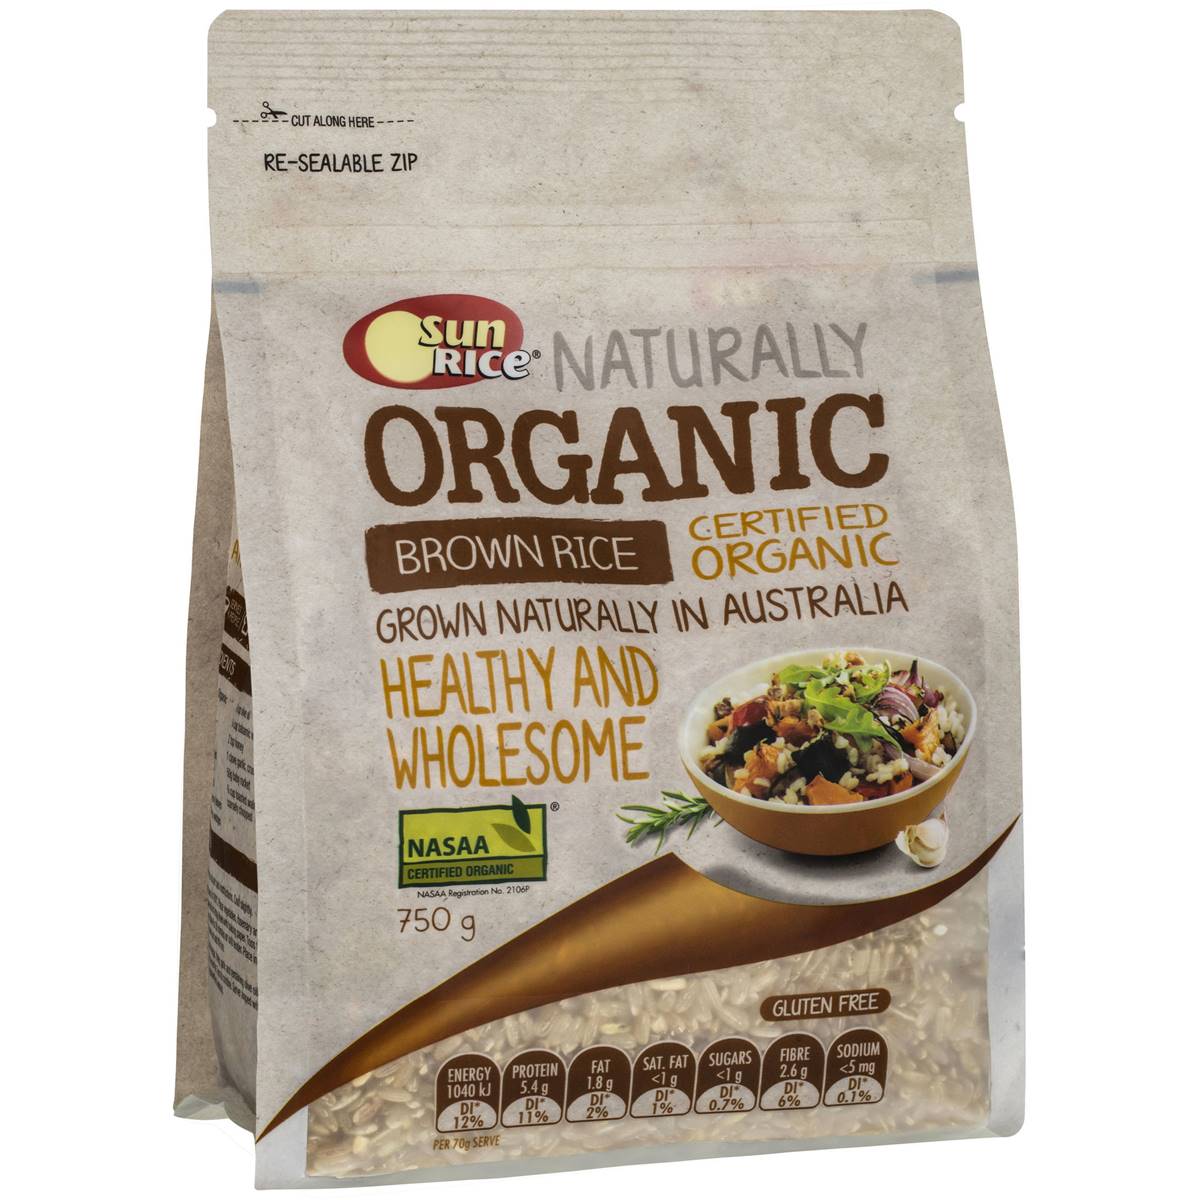 CUT ALONG HERE
RE-SEALABLE ZIP
Sun
RICE®
NATURALLY
ORGANIC
BROWN RICE
CERTIFIED
ORGANIC
GROWN NATURALLY IN AUSTRALIA
HEALTHY AND
WHOLESOME
NASAA
®
CERTIFIED ORGANIC
NASAA Registration No. 2106P
750 g
GLUTEN FREE
ENERGY
1040 kJ
DI*
12%
PROTEIN
5.4 g
DI*
11%
FAT
1.8 g
DI*
2%
SAT. FAT
<1 g
DI*
1%
SUGARS
<1 g
DI*
0.7%
FIBRE
2.6 g
DI*
6%
SODIUM
<5 mg
DI*
0.1%
PER 70g SERVE